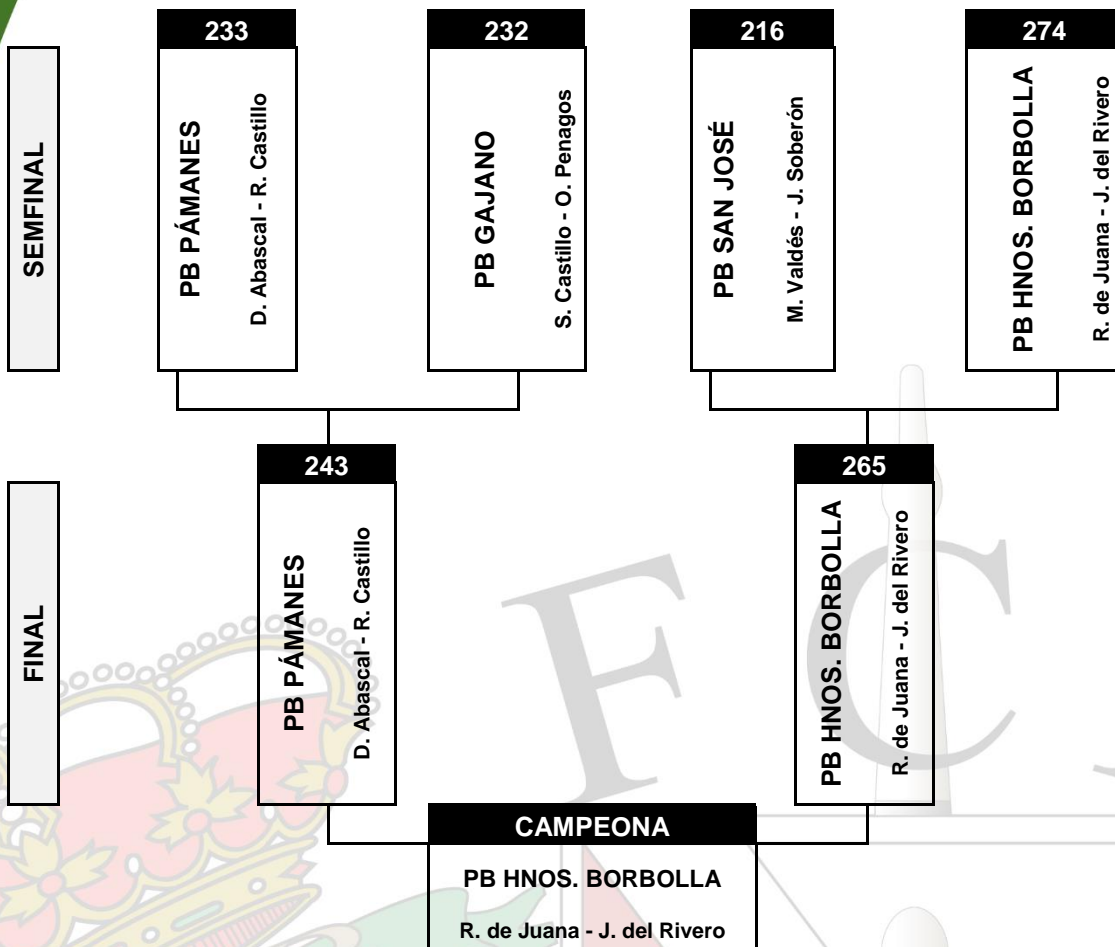 233
232
216
274
SEMFINAL
PB PÁMANES
D. Abascal - R. Castillo
PB GAJANO
S. Castillo - O. Penagos
PB SAN JOSÉ
M. Valdés - J. Soberón
PB HNOS. BORBOLLA
R. de Juana - J. del Rivero
243
265
FINAL
PB PÁMANES
D. Abascal - R. Castillo
PB HNOS. BORBOLLA
R. de Juana - J. del Rivero
F C
CAMPEONA
PB HNOS. BORBOLLA
R. de Juana - J. del Rivero